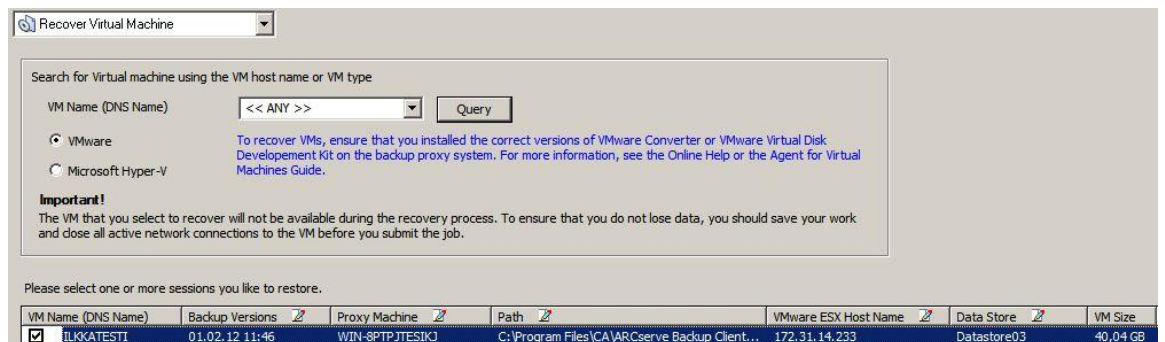 Recover Virtual Machine
Search for Virtual machine using the VM host name or VM type
VM Name (DNS Name) << ANY >> Query
VMware To recover VMs, ensure that you installed the correct versions of VMware Converter or VMware Virtual Disk
Developement Kit on the backup proxy system. For more information, see the Online Help or the Agent for Virtual
Microsoft Hyper-V Machines Guide.
Important!
The VM that you select to recover will not be available during the recovery process. To ensure that you do not lose data, you should save your work
and close all active network connections to the VM before you submit the job.
Please select one or more sessions you like to restore.
VM Name (DNS Name) Backup Versions Proxy Machine Path VMware ESX Host Name Data Store VM Size
ILKKATESTI 01.02.12 11:46 WIN-8PTPJTESIKJ C:\Program Files\CA\ARCserve Backup Client... 172.31.14.233 Datastore03 40,04 GB